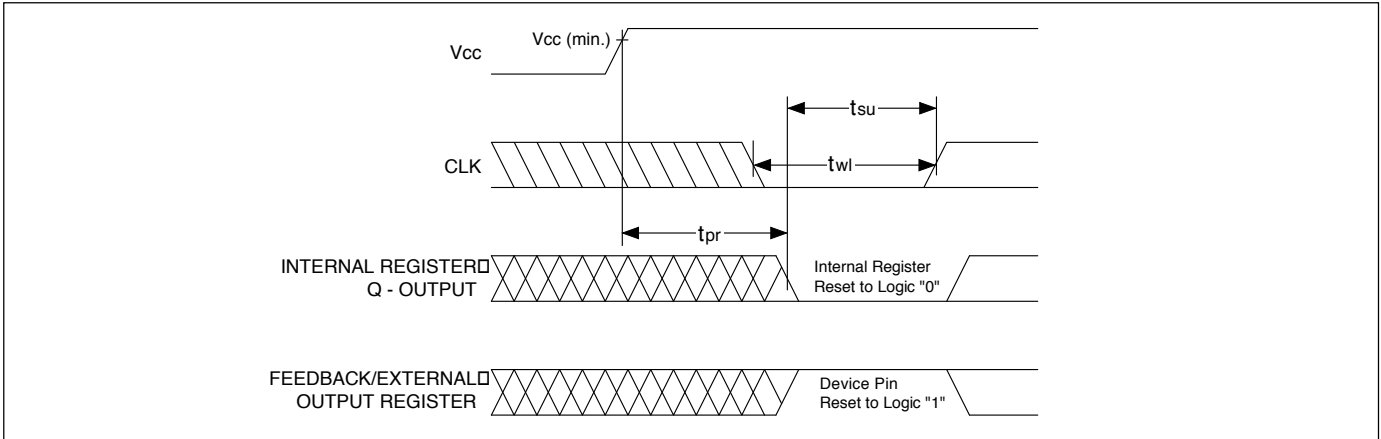 Vcc
Vcc (min.)
tsu
CLK
twl
tpr
INTERNAL REGISTER□
Q - OUTPUT
Internal Register
Reset to Logic "0"
FEEDBACK/EXTERNAL□
OUTPUT REGISTER
Device Pin
Reset to Logic "1"